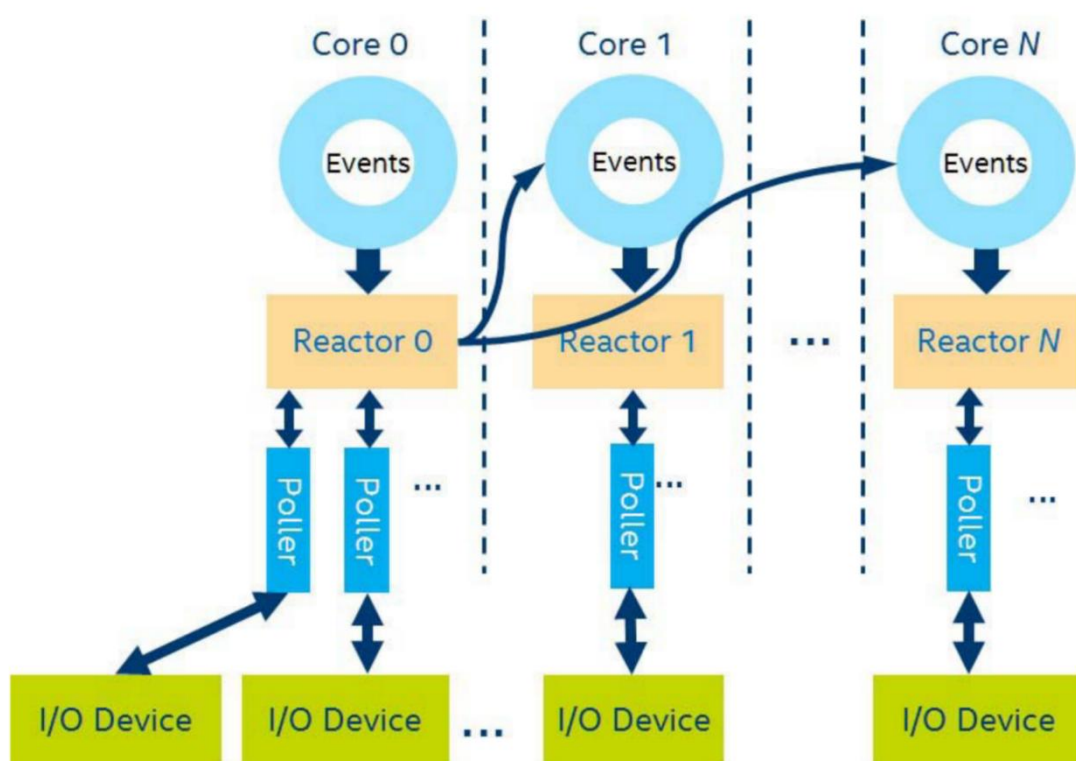 Core 0
Core 1
Core N
Events
Events
Events
Reactor 0
Reactor 1
...
Reactor N
Poller
Poller
...
Poller
...
Poller
...
I/O Device
I/O Device
...
I/O Device
I/O Device